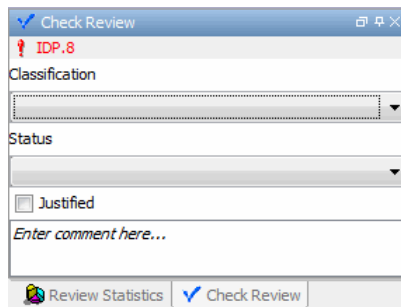 Check Review
IDP.8
Classification
Status
Justified
Enter comment here...
Review Statistics Check Review